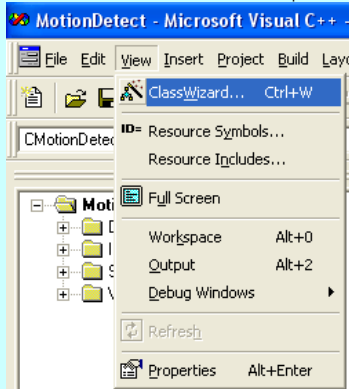 MotionDetect - Microsoft Visual C++ -
File Edit View Insert Project Build Layo
ClassWizard... Ctrl+W
CMotionDetec
ID= Resource Symbols...
Resource Includes...
Full Screen
Moti
Workspace Alt+0
Output Alt+2
Debug Windows
Refresh
Properties Alt+Enter